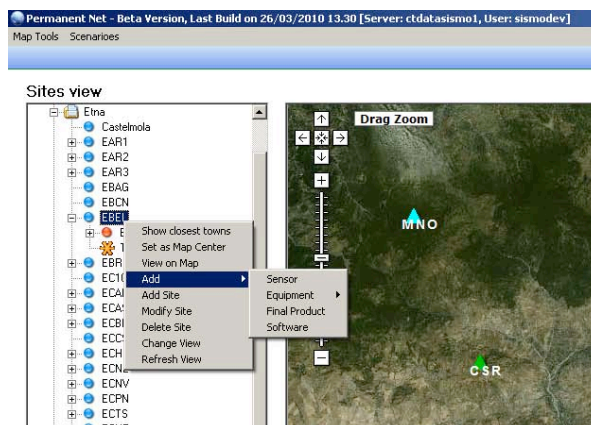 Permanent Net - Beta Version, Last Build on 26/03/2010 13.30 [Server: ctdatasismo1, User: sismodev]
Map Tools Scenarioes
Sites view
Etna
Castelmola
EAR1
EAR2
EAR3
EBAG
EBCN
EBEL
Show closest towns
Set as Map Center
View on Map
Add
Add Site
Modify Site
Delete Site
Change View
Refresh View
Sensor
Equipment
Final Product
Software
ECNV
ECPN
ECTS
Drag Zoom
MNO
CSR